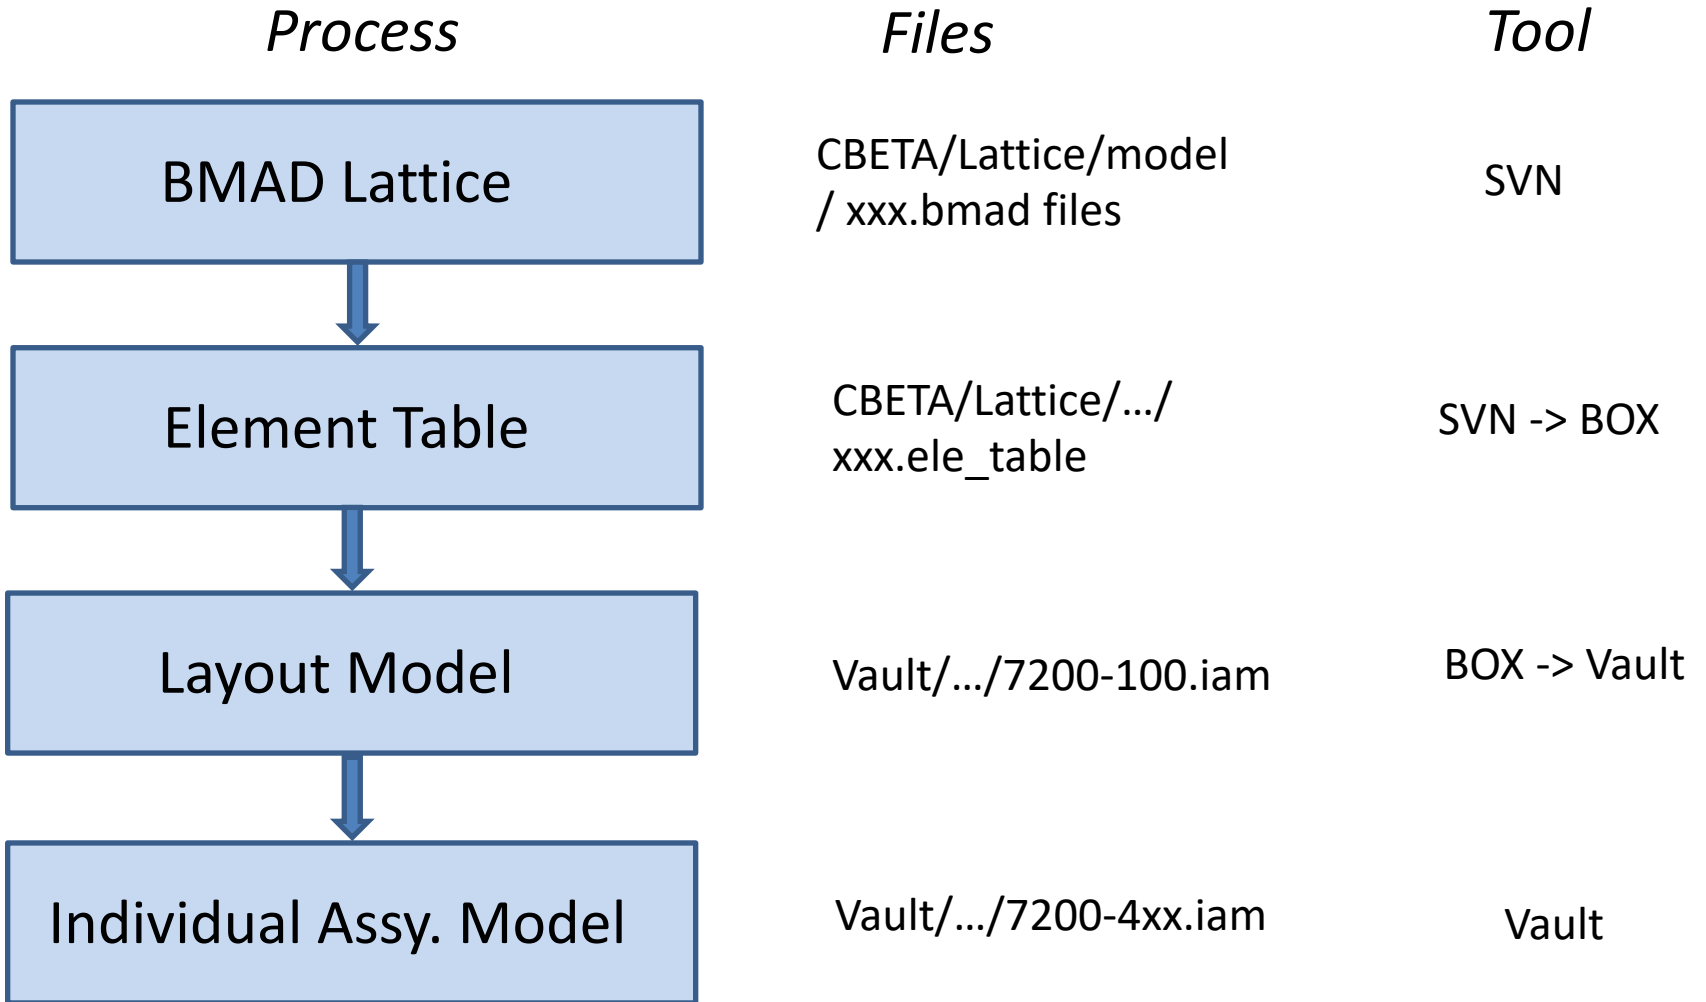 Process Files Tool
BMAD Lattice
CBETA/Lattice/model
/ xxx.bmad files
SVN
Element Table
CBETA/Lattice/.../
xxx.ele_table
SVN -> BOX
Layout Model
Vault/.../7200-100.iam
BOX -> Vault
Individual Assy. Model
Vault/.../7200-4xx.iam
Vault